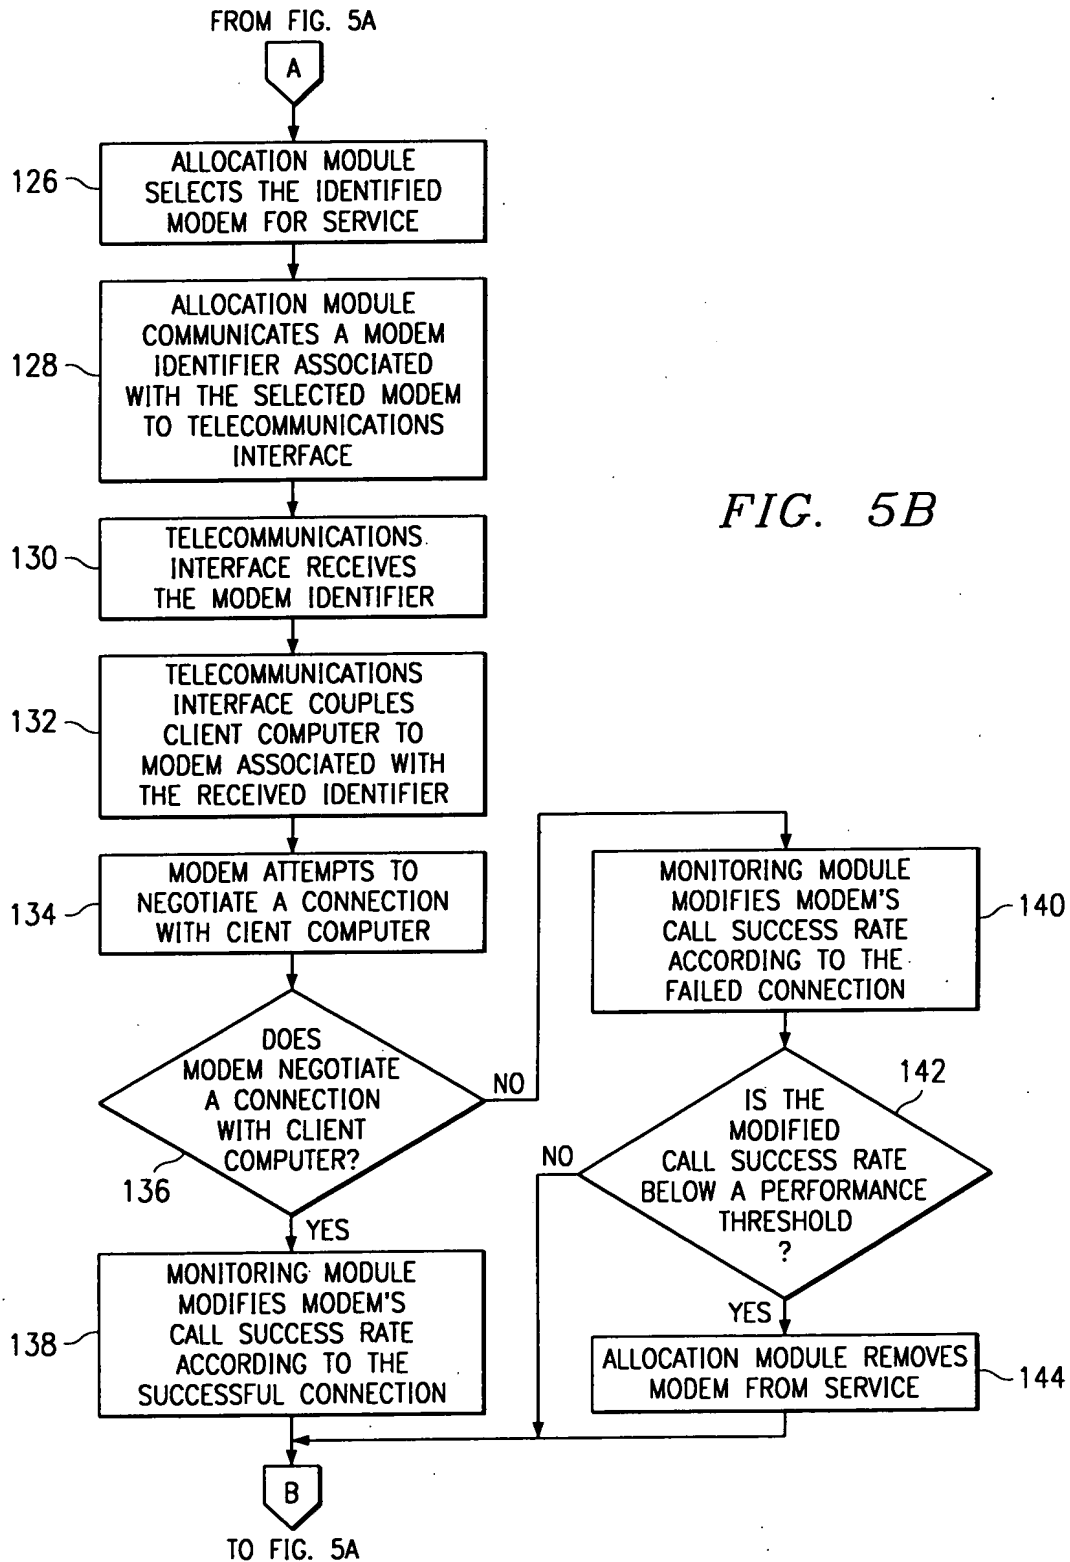 FROM FIG. 5A
A
126
ALLOCATION MODULE
SELECTS THE IDENTIFIED
MODEM FOR SERVICE
128
ALLOCATION MODULE
COMMUNICATES A MODEM
IDENTIFIER ASSOCIATED
WITH THE SELECTED MODEM
TO TELECOMMUNICATIONS
INTERFACE
FIG. 5B
130
TELECOMMUNICATIONS
INTERFACE RECEIVES
THE MODEM IDENTIFIER
132
TELECOMMUNICATIONS
INTERFACE COUPLES
CLIENT COMPUTER TO
MODEM ASSOCIATED WITH
THE RECEIVED IDENTIFIER
134
MODEM ATTEMPTS TO
NEGOTIATE A CONNECTION
WITH CIENT COMPUTER
DOES
MODEM NEGOTIATE
A CONNECTION
WITH CLIENT
COMPUTER?
136
NO
YES
138
MONITORING MODULE
MODIFIES MODEM'S
CALL SUCCESS RATE
ACCORDING TO THE
SUCCESSFUL CONNECTION
MONITORING MODULE
MODIFIES MODEM'S
CALL SUCCESS RATE
ACCORDING TO THE
FAILED CONNECTION
140
142
IS THE
MODIFIED
CALL SUCCESS RATE
BELOW A PERFORMANCE
THRESHOLD
?
NO
YES
ALLOCATION MODULE REMOVES
MODEM FROM SERVICE
144
B
TO FIG. 5A